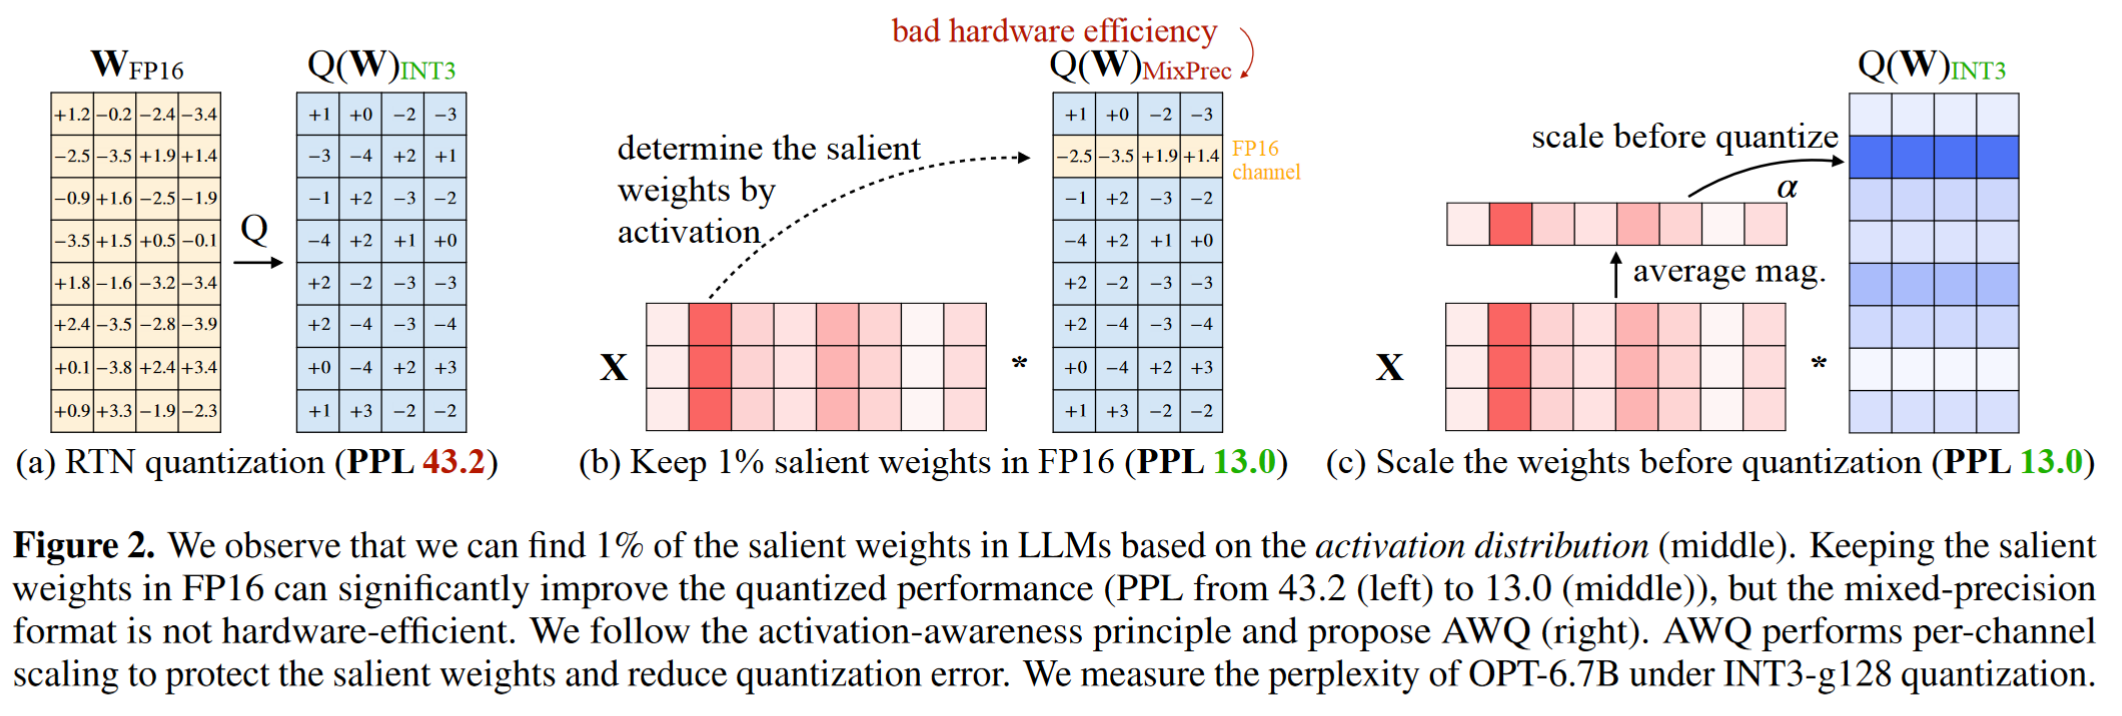 bad hardware efficiency
W_FP16
Q(W)_INT3
Q(W)_MixPrec
Q(W)_INT3
+1.2 −0.2 −2.4 −3.4
−2.5 −3.5 +1.9 +1.4
−0.9 +1.6 −2.5 −1.9
−3.5 +1.5 +0.5 −0.1
+1.8 −1.6 −3.2 −3.4
+2.4 −3.5 −2.8 −3.9
+0.1 −3.8 +2.4 +3.4
+0.9 +3.3 −1.9 −2.3
Q
+1 +0 −2 −3
−3 −4 +2 +1
−1 +2 −3 −2
−4 +2 +1 +0
+2 −2 −3 −3
+2 −4 −3 −4
+0 −4 +2 +3
+1 +3 −2 −2
(a) RTN quantization (PPL 43.2)
determine the salient
weights by
activation
X
*
+1 +0 −2 −3
−2.5 −3.5 +1.9 +1.4
−1 +2 −3 −2
−4 +2 +1 +0
+2 −2 −3 −3
+2 −4 −3 −4
+0 −4 +2 +3
+1 +3 −2 −2
FP16
channel
(b) Keep 1% salient weights in FP16 (PPL 13.0)
scale before quantize
α
average mag.
X
*
(c) Scale the weights before quantization (PPL 13.0)
Figure 2. We observe that we can find 1% of the salient weights in LLMs based on the activation distribution (middle). Keeping the salient
weights in FP16 can significantly improve the quantized performance (PPL from 43.2 (left) to 13.0 (middle)), but the mixed-precision
format is not hardware-efficient. We follow the activation-awareness principle and propose AWQ (right). AWQ performs per-channel
scaling to protect the salient weights and reduce quantization error. We measure the perplexity of OPT-6.7B under INT3-g128 quantization.